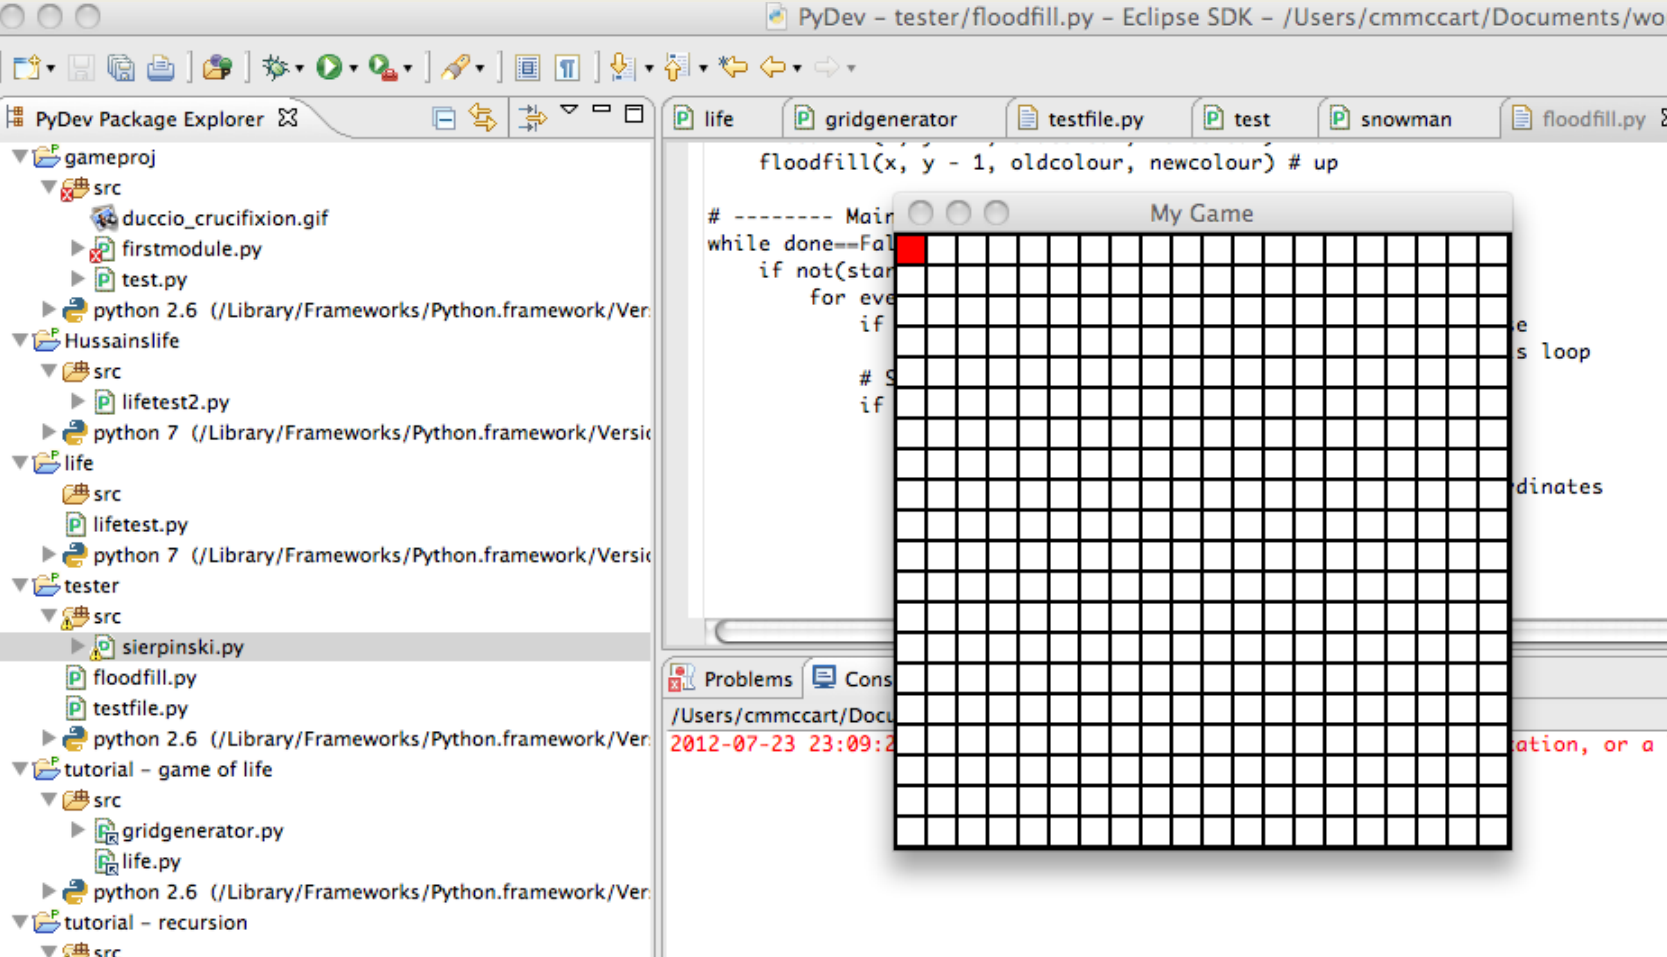 PyDev – tester/floodfill.py – Eclipse SDK – /Users/cmmccart/Documents/wo
PyDev Package Explorer
gameproj
src
duccio_crucifixion.gif
firstmodule.py
test.py
python 2.6 (/Library/Frameworks/Python.framework/Ver
Hussainslife
src
lifetest2.py
python 7 (/Library/Frameworks/Python.framework/Versi
life
src
lifetest.py
python 7 (/Library/Frameworks/Python.framework/Versi
tester
src
sierpinski.py
floodfill.py
testfile.py
python 2.6 (/Library/Frameworks/Python.framework/Ver
tutorial – game of life
src
gridgenerator.py
life.py
python 2.6 (/Library/Frameworks/Python.framework/Ver
tutorial – recursion
src
life gridgenerator testfile.py test snowman floodfill.py
floodfill(x, y - 1, oldcolour, newcolour) # up
# -------- Main
while done==Fal
if not(star
for eve
if se
s loop
# S
if
dinates
My Game
Problems Cons
/Users/cmmccart/Docu
2012-07-23 23:09:2 ation, or a